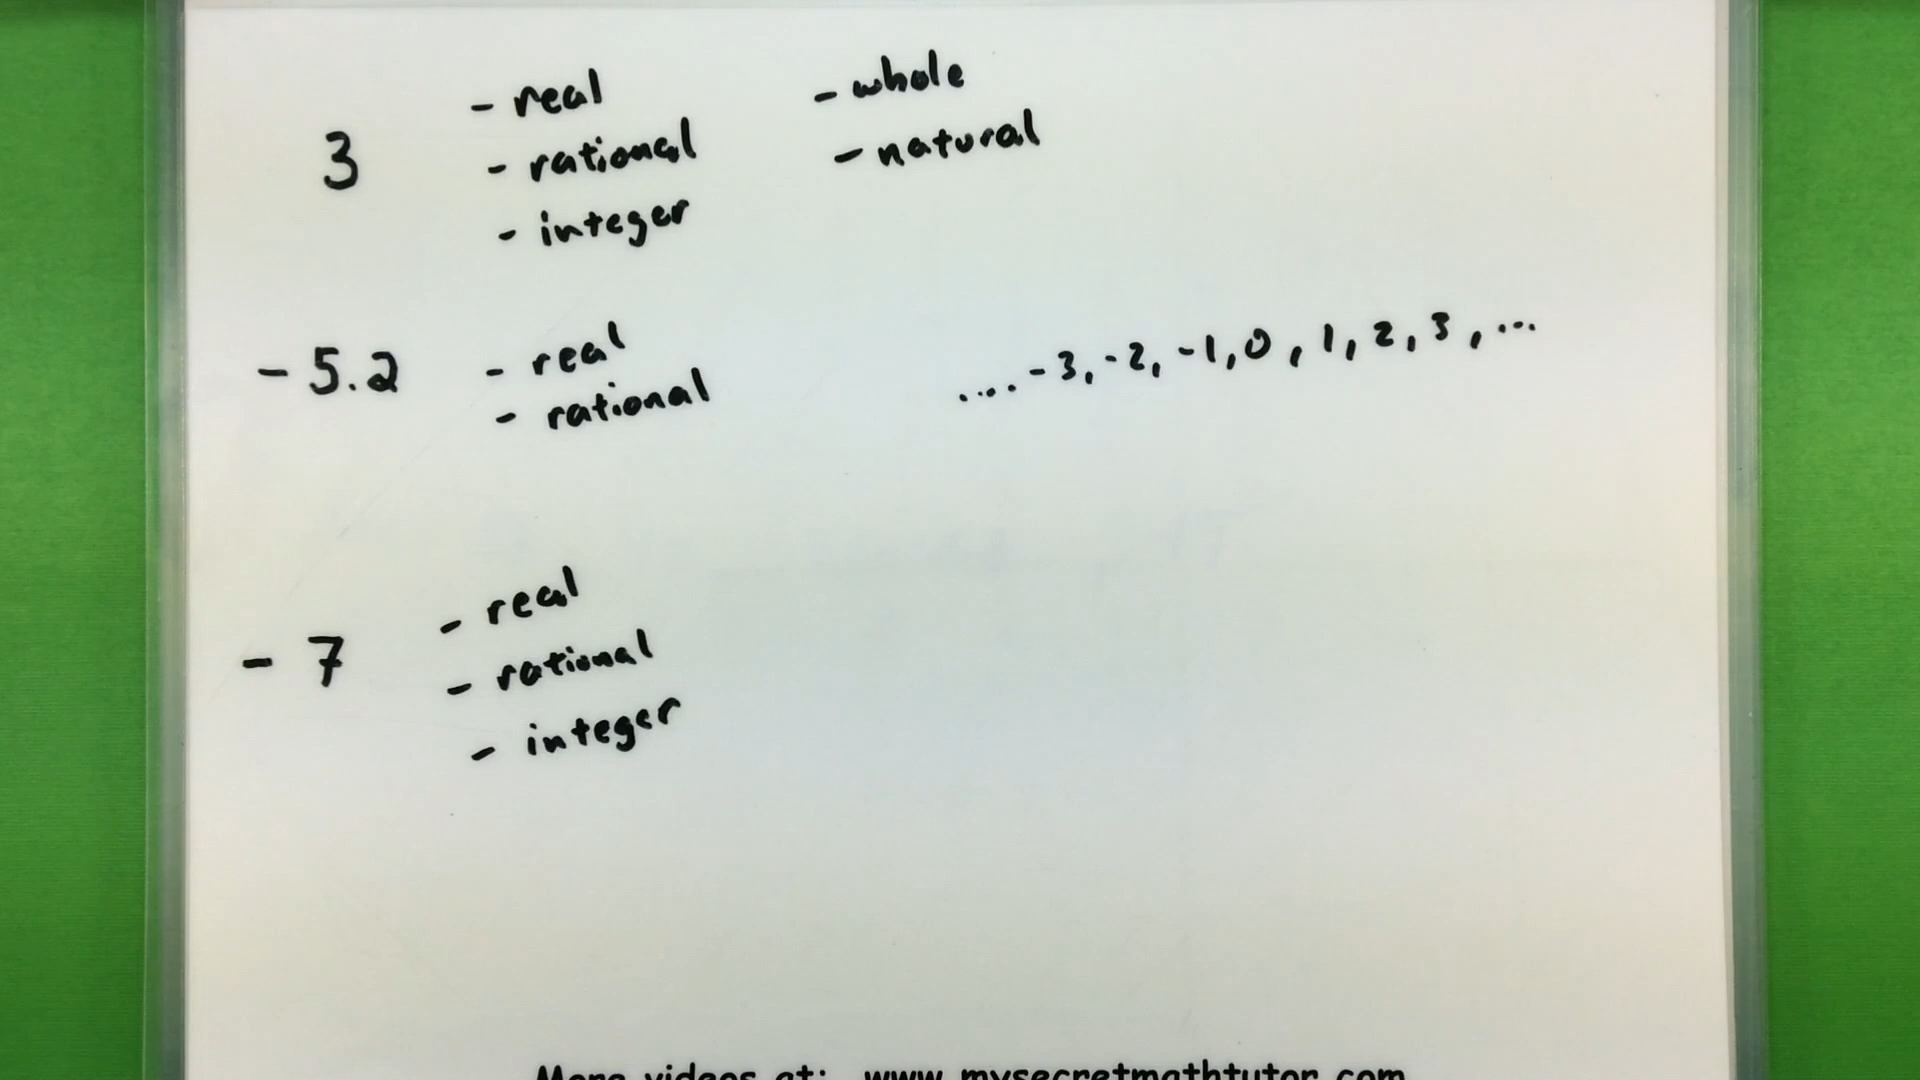 3
- real
- rational
- integer
- whole
- natural
- 5.2
- real
- rational
.... -3, -2, -1, 0, 1, 2, 3, ...
- 7
- real
- rational
- integer
More videos at: www.mysecretmathtutor.com